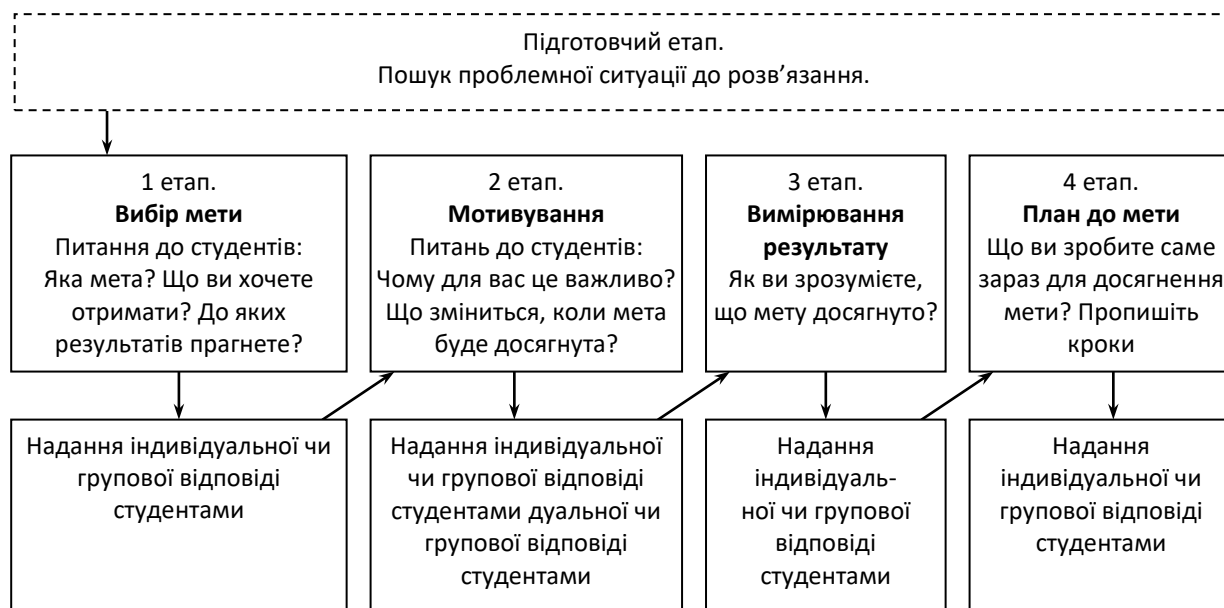 Підготовчий етап.
Пошук проблемної ситуації до розв’язання.
1 етап.
Вибір мети
Питання до студентів:
Яка мета? Що ви хочете
отримати? До яких
результатів прагнете?
2 етап.
Мотивування
Питань до студентів:
Чому для вас це важливо?
Що зміниться, коли мета
буде досягнута?
3 етап.
Вимірювання
результату
Як ви зрозумієте,
що мету досягнуто?
4 етап.
План до мети
Що ви зробите саме
зараз для досягнення
мети? Пропишіть
кроки
Надання індивідуальної чи
групової відповіді
студентами
Надання індивідуальної
чи групової відповіді
студентами дуальної чи
групової відповіді
студентами
Надання
індивідуаль-
ної чи групової
відповіді
студентами
Надання
індивідуальної чи
групової відповіді
студентами